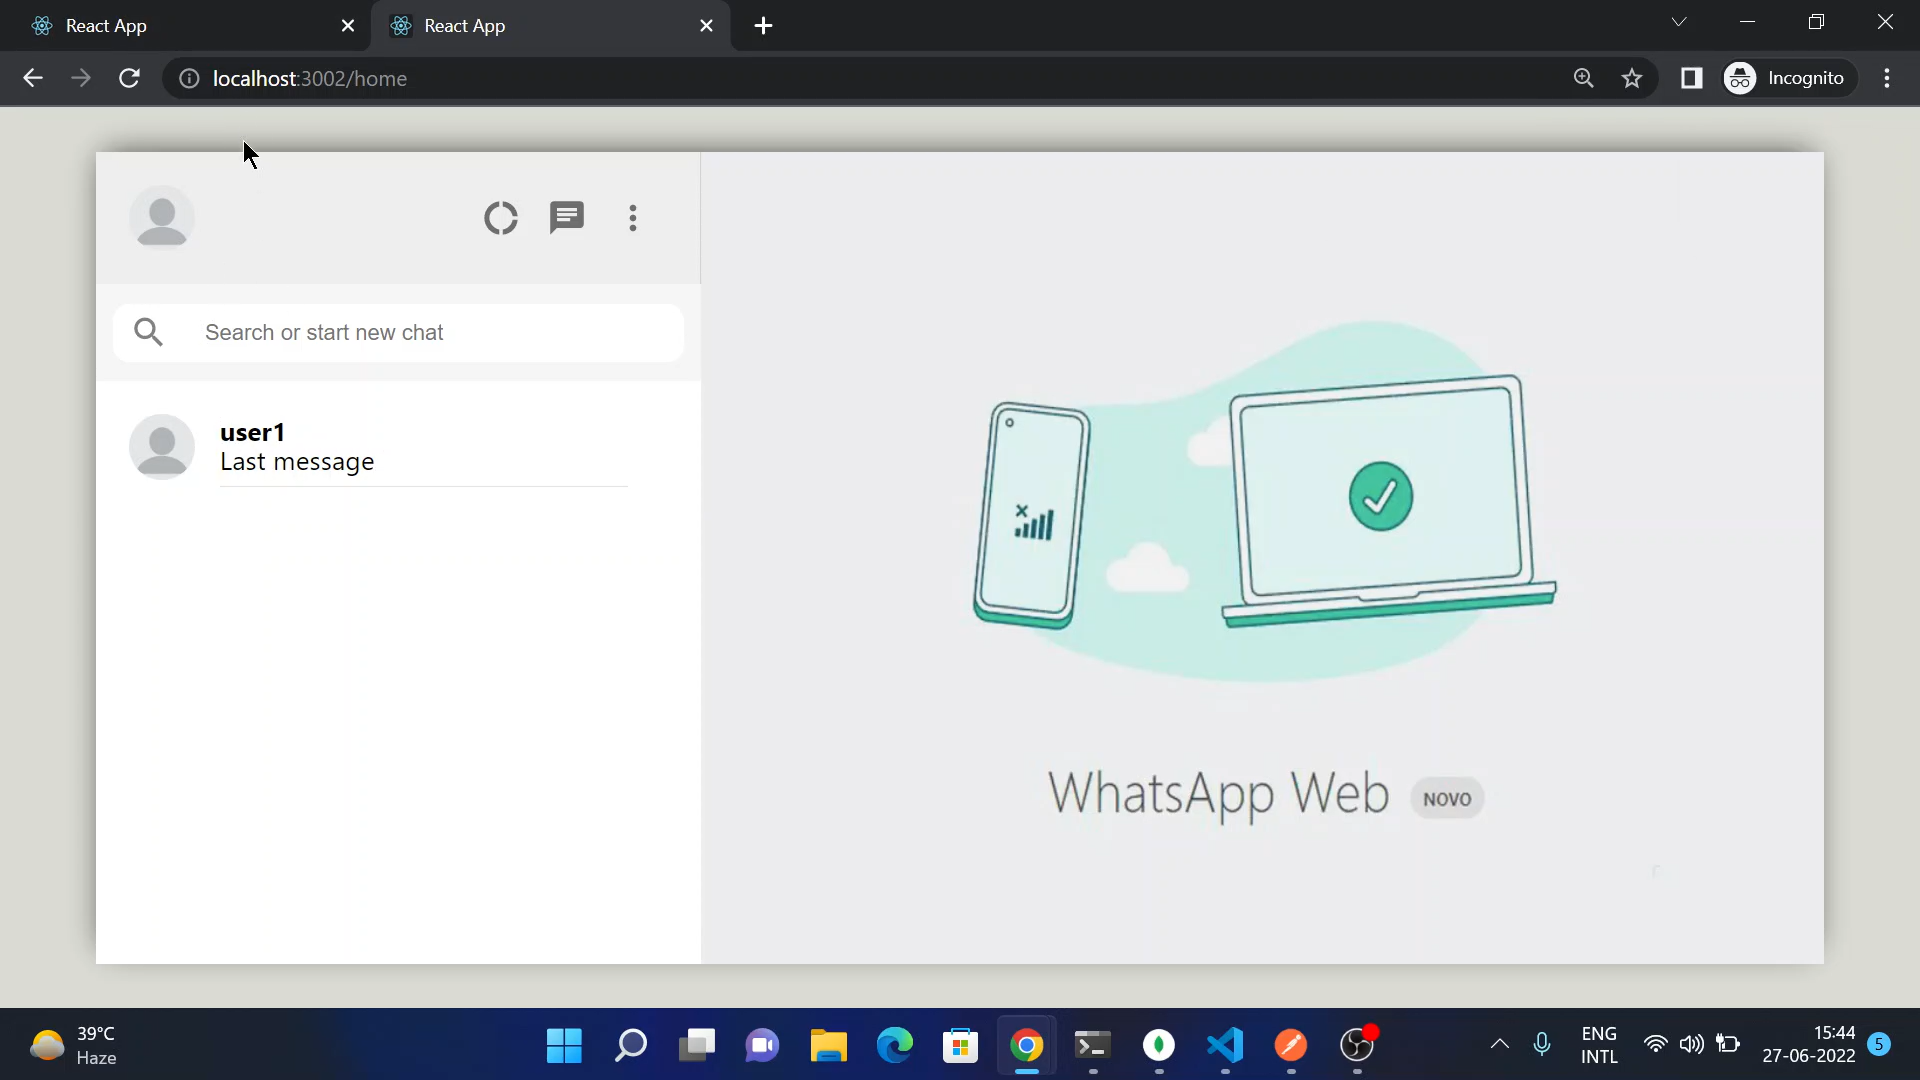 React App
React App
localhost:3002/home
Incognito
Search or start new chat
user1
Last message
WhatsApp Web NOVO
39°C
Haze
ENG
INTL
15:44
27-06-2022
5